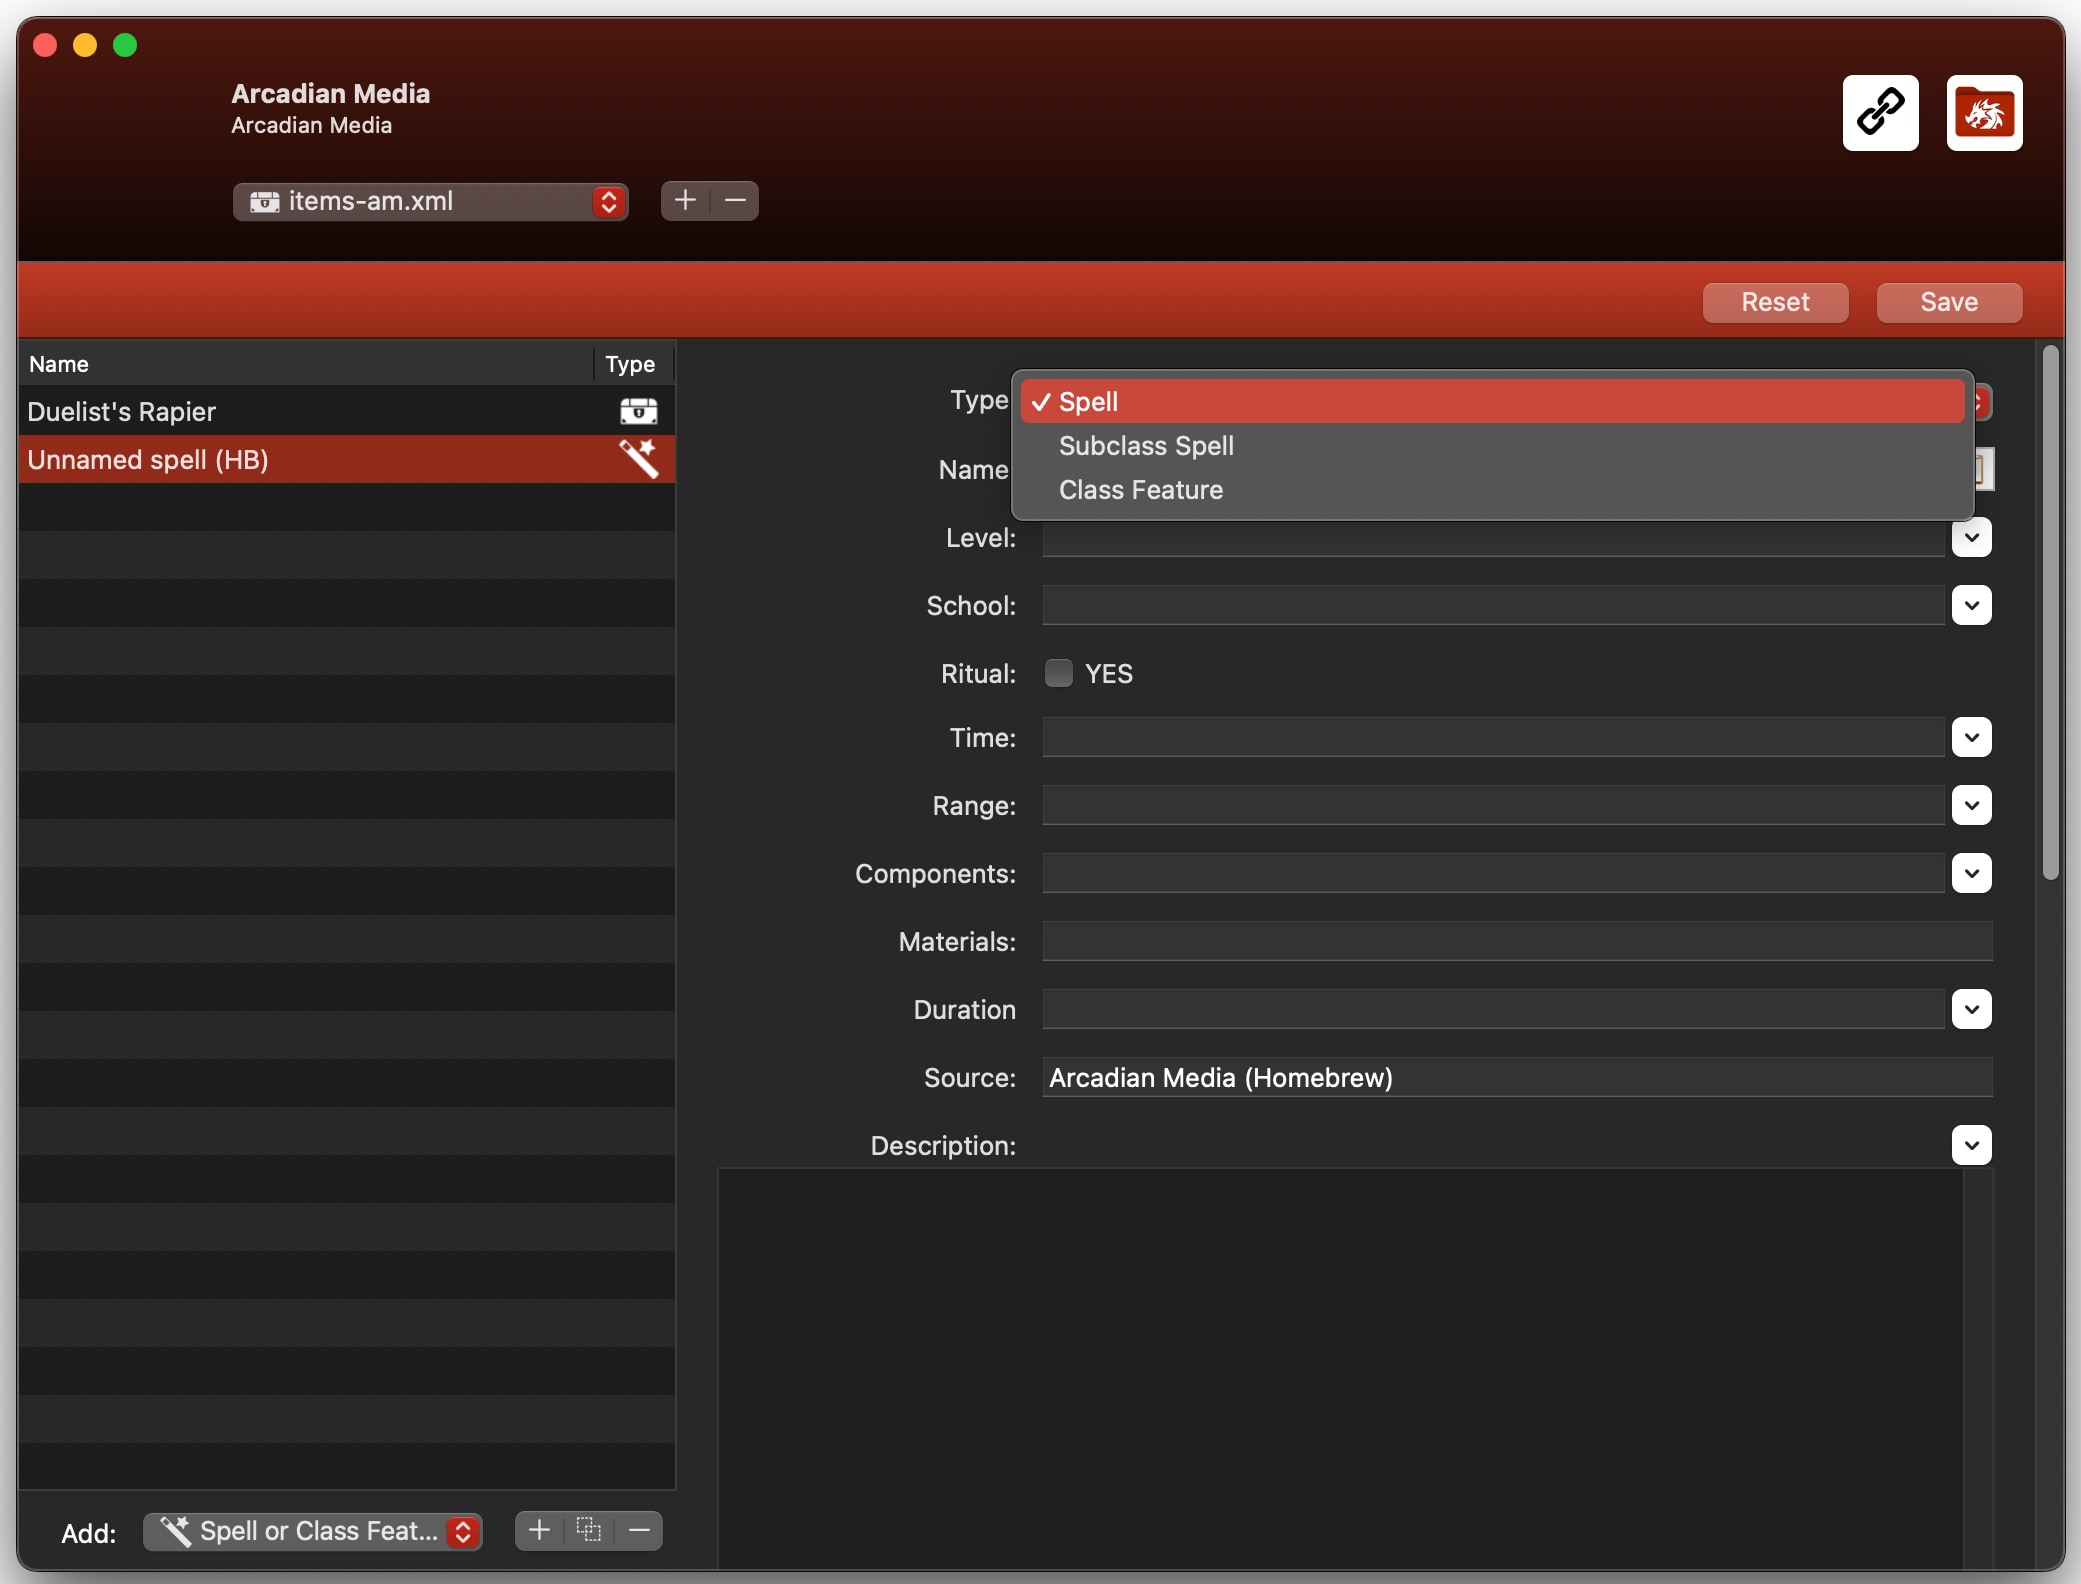 Arcadian Media
Arcadian Media
items-am.xml
Reset
Save
Name
Type
Duelist's Rapier
Unnamed spell (HB)
Type
Spell
Subclass Spell
Class Feature
Name
Level:
School:
Ritual:
YES
Time:
Range:
Components:
Materials:
Duration
Source:
Arcadian Media (Homebrew)
Description:
Add:
Spell or Class Feat...